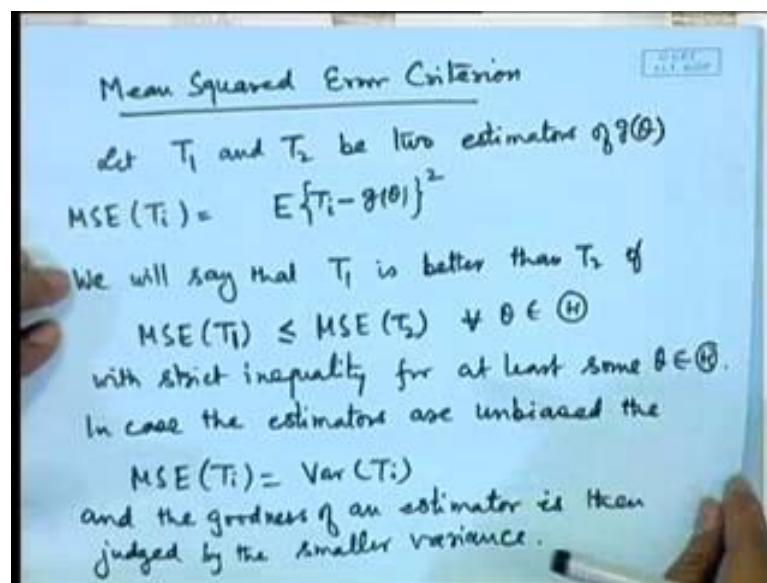 Mean Squared Error Criterion
Let T₁ and T₂ be two estimators of g(θ)
MSE(Tᵢ) = E{Tᵢ - g(θ)}²
We will say that T₁ is better than T₂ if
MSE(T₁) ≤ MSE(T₂) ∀ θ ∈ Ⓗ
with strict inequality for at least some θ ∈ Ⓗ.
In case the estimators are unbiased the
MSE(Tᵢ) = Var(Tᵢ)
and the goodness of an estimator is then
judged by the smaller variance.